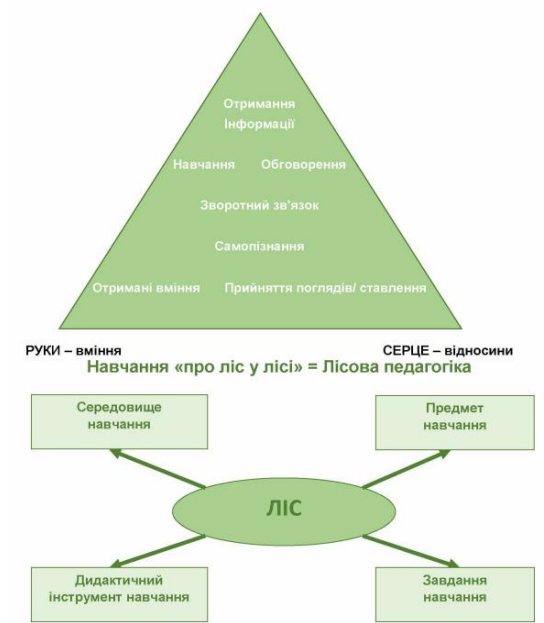 Отримання
Інформації
Навчання Обговорення
Зворотний зв'язок
Самопізнання
Отримані вміння Прийняття поглядів/ ставлення
РУКИ – вміння СЕРЦЕ – відносини
Навчання «про ліс у лісі» = Лісова педагогіка
Середовище
навчання
Предмет
навчання
ЛІС
Дидактичний
інструмент навчання
Завдання
навчання